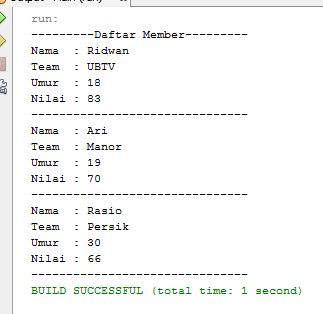 run:
---------Daftar Member---------
Nama  : Ridwan
Team  : UBTV
Umur  : 18
Nilai : 83
-------------------------------
Nama  : Ari
Team  : Manor
Umur  : 19
Nilai : 70
-------------------------------
Nama  : Rasio
Team  : Persik
Umur  : 30
Nilai : 66
-------------------------------
BUILD SUCCESSFUL (total time: 1 second)